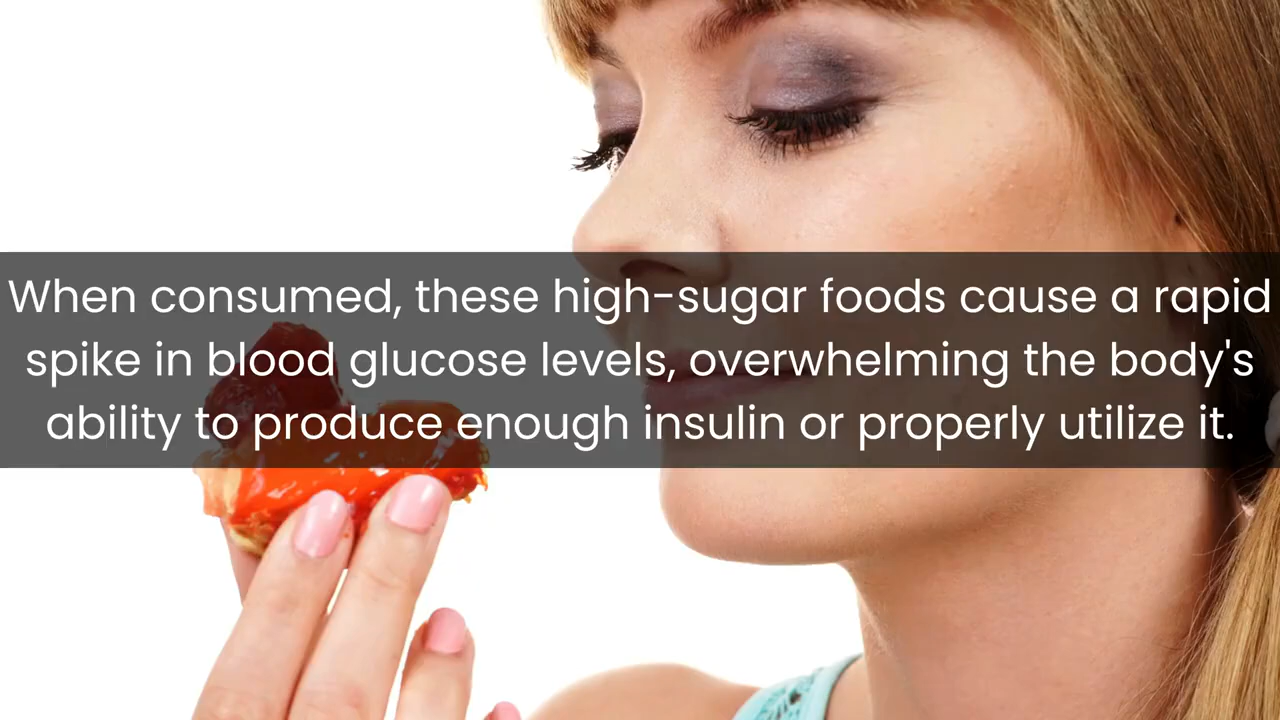 When consumed, these high-sugar foods cause a rapid
spike in blood glucose levels, overwhelming the body's
ability to produce enough insulin or properly utilize it.